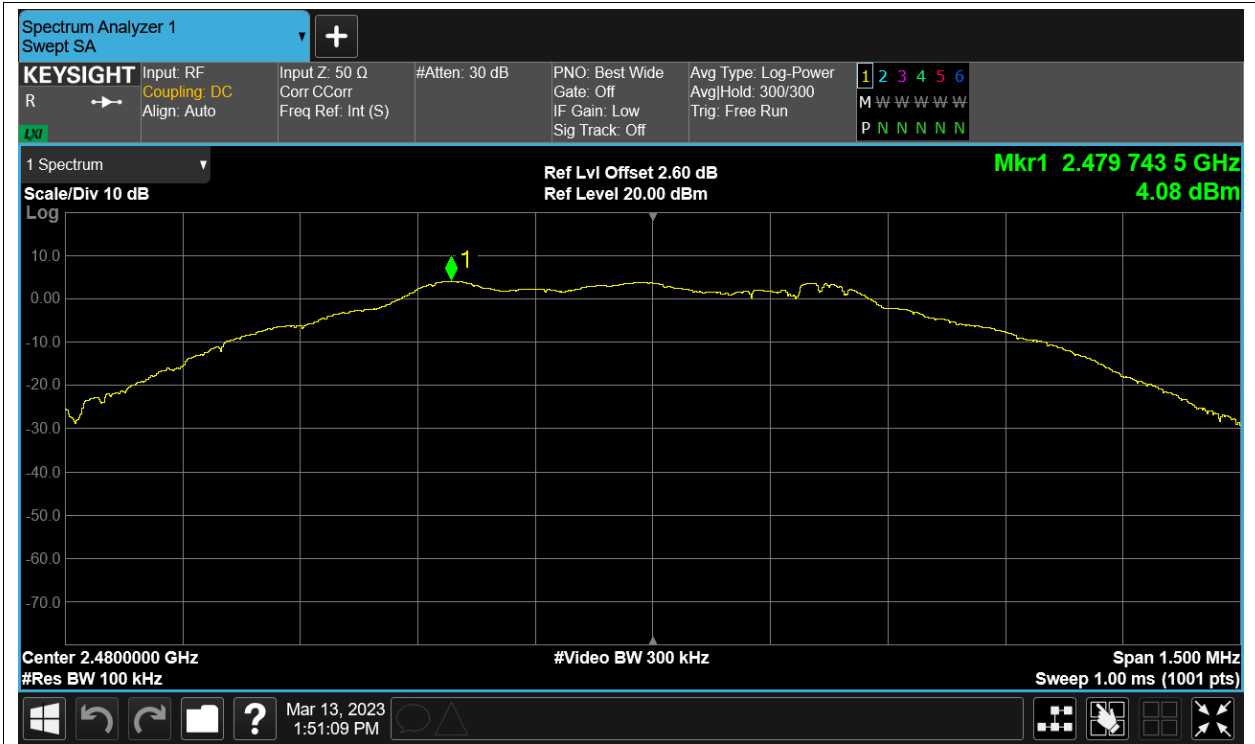 Spectrum Analyzer 1
Swept SA
KEYSIGHT
R
LXI
Input: RF
Coupling: DC
Align: Auto
Input Z: 50 Ω
Corr CCorr
Freq Ref: Int (S)
#Atten: 30 dB
PNO: Best Wide
Gate: Off
IF Gain: Low
Sig Track: Off
Avg Type: Log-Power
Avg|Hold: 300/300
Trig: Free Run
1 2 3 4 5 6
M W W W W W
P N N N N N
1 Spectrum
Scale/Div 10 dB
Ref Lvl Offset 2.60 dB
Ref Level 20.00 dBm
Mkr1 2.479 743 5 GHz
4.08 dBm
Log
1
10.0
0.00
-10.0
-20.0
-30.0
-40.0
-50.0
-60.0
-70.0
Center 2.4800000 GHz
#Video BW 300 kHz
Span 1.500 MHz
#Res BW 100 kHz
Sweep 1.00 ms (1001 pts)
?
Mar 13, 2023
1:51:09 PM